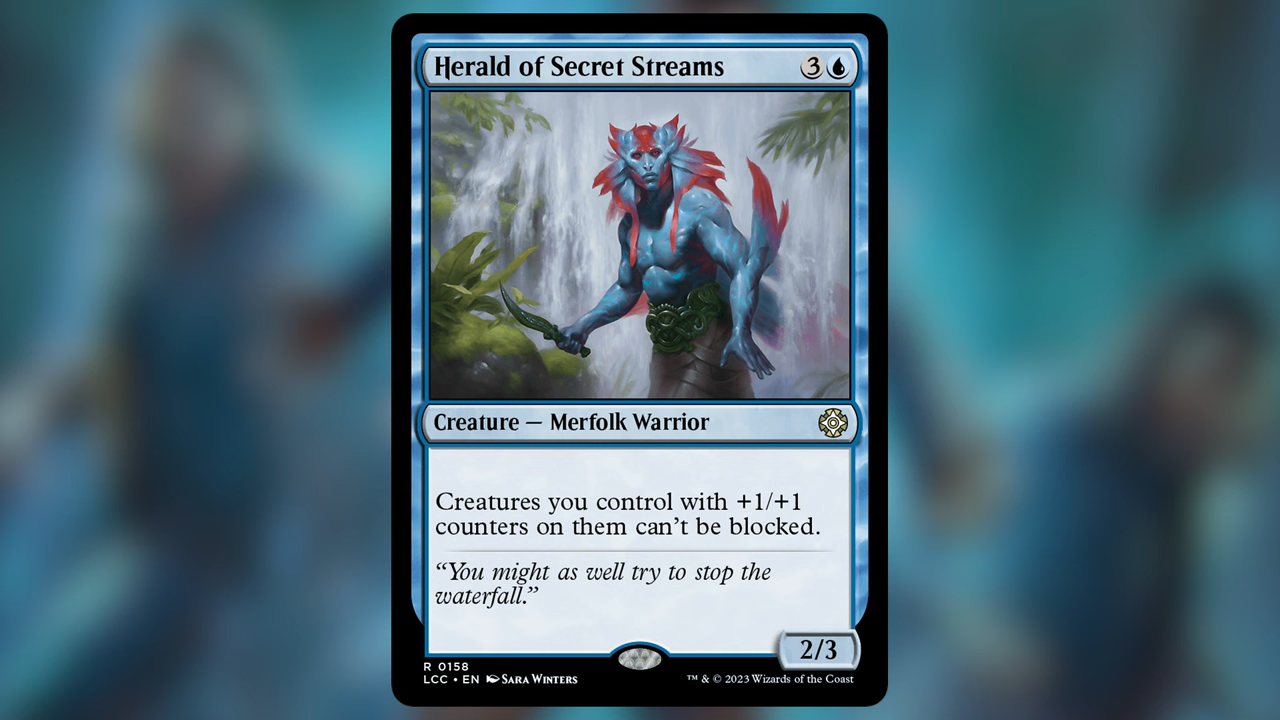 Herald of Secret Streams 3
Creature — Merfolk Warrior
Creatures you control with +1/+1
counters on them can't be blocked.
“You might as well try to stop the
waterfall.”
2/3
R 0158
LCC • EN Sara Winters
™ & © 2023 Wizards of the Coast